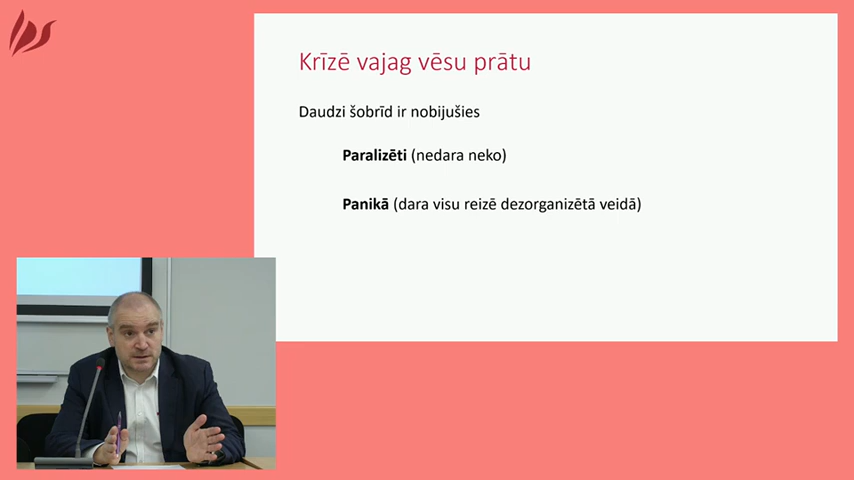 Krīzē vajag vēsu prātu
Daudzi šobrīd ir nobijušies
Paralizēti (nedara neko)
Panikā (dara visu reizē dezorganizētā veidā)